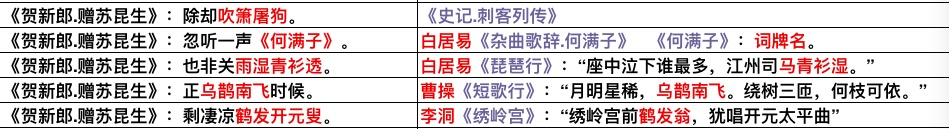 《贺新郎.赠苏昆生》：除却吹箫屠狗。 《史记.刺客列传》
《贺新郎.赠苏昆生》：忽听一声《何满子》。 白居易《杂曲歌辞.何满子》 《何满子》：词牌名。
《贺新郎.赠苏昆生》：也非关雨湿青衫透。 白居易《琵琶行》：“座中泣下谁最多，江州司马青衫湿。”
《贺新郎.赠苏昆生》：正乌鹊南飞时候。 曹操《短歌行》：“月明星稀，乌鹊南飞。绕树三匝，何枝可依。”
《贺新郎.赠苏昆生》：剩凄凉鹤发开元叟。 李洞《绣岭宫》：“绣岭宫前鹤发翁，犹唱开元太平曲”